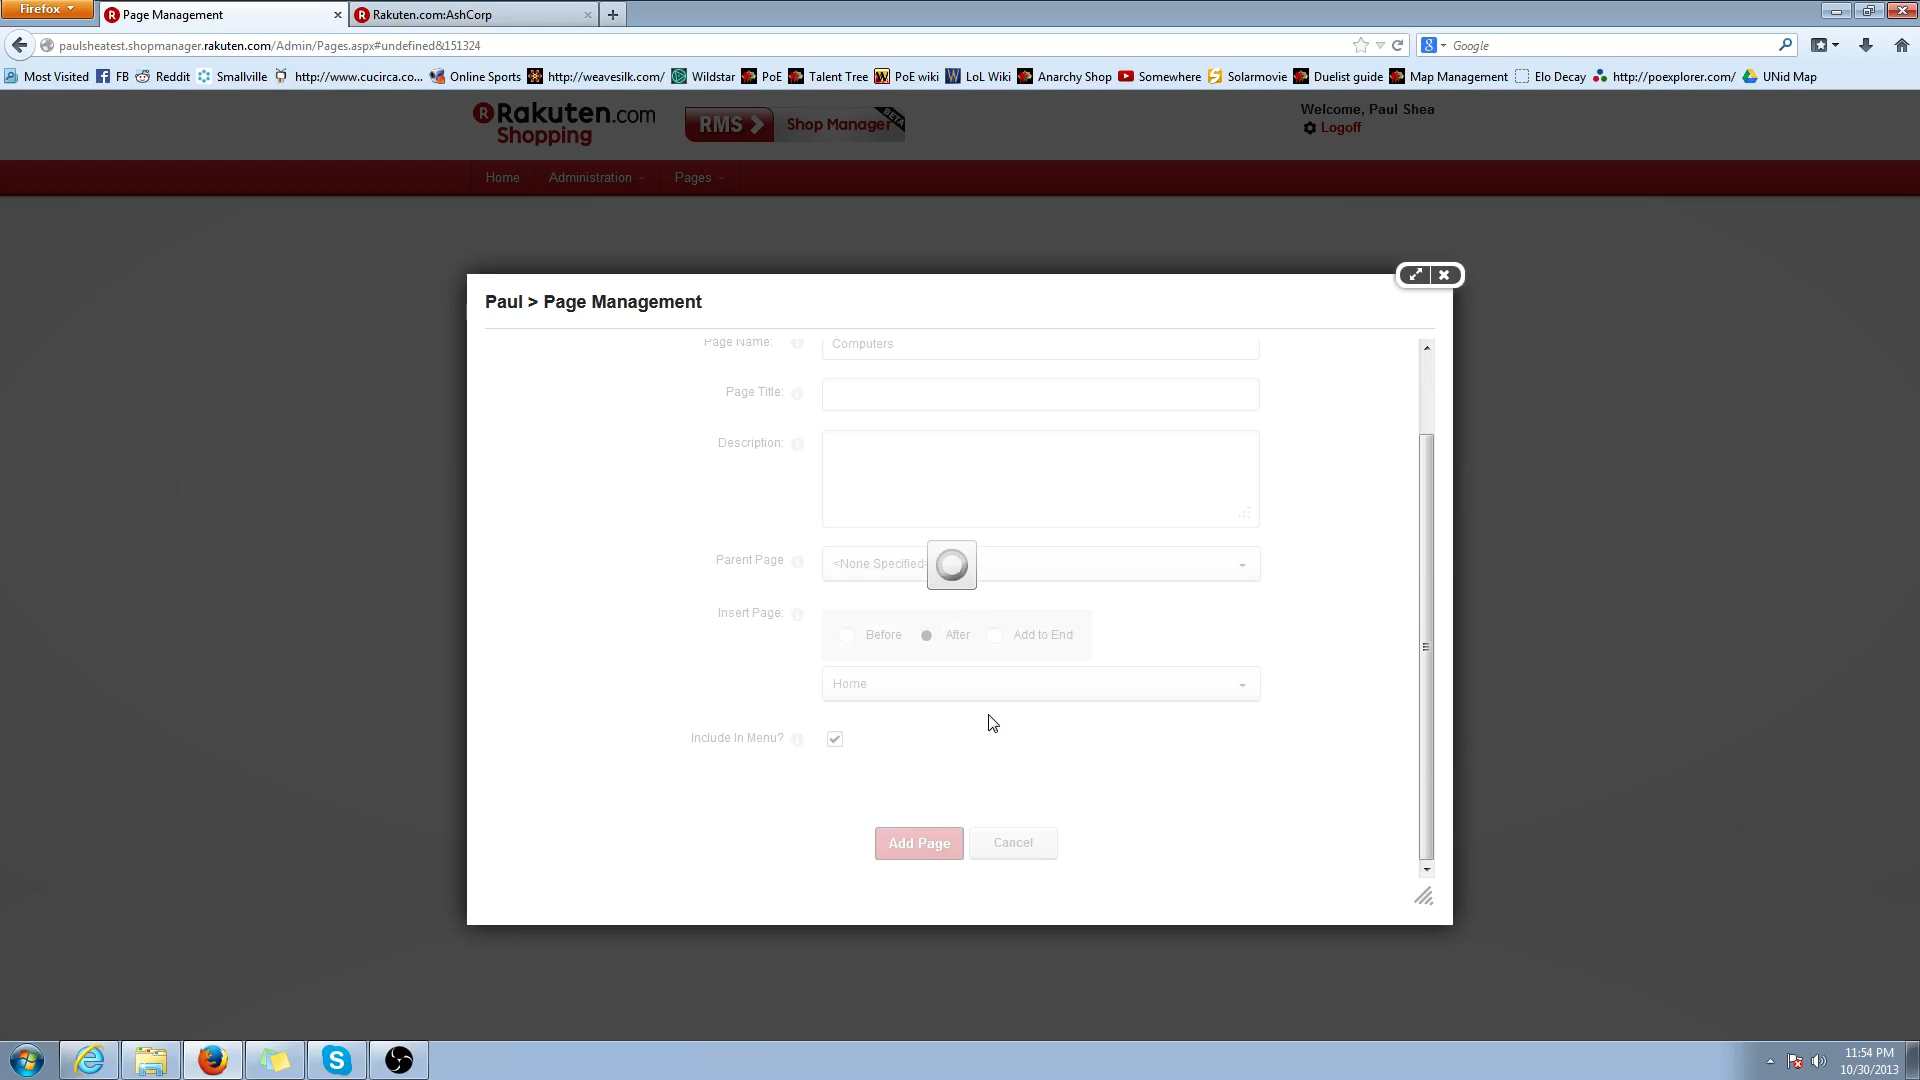 Firefox
Page Management
Rakuten.com:AshCorp
paulsheatest.shopmanager.rakuten.com/Admin/Pages.aspx#undefined&151324
Google
Most Visited
FB
Reddit
Smallville
http://www.cucirca.co...
Online Sports
http://weavesilk.com/
Wildstar
PoE
Talent Tree
PoE wiki
LoL Wiki
Anarchy Shop
Somewhere
Solarmovie
Duelist guide
Map Management
Elo Decay
http://poexplorer.com/
UNid Map
Rakuten.com
Shopping
RMS
Shop Manager
BETA
Welcome, Paul Shea
Logoff
Home
Administration
Pages
Paul > Page Management
Page Name:
Computers
Page Title:
Description:
Parent Page
<None Specified>
Insert Page:
Before
After
Add to End
Home
Include In Menu?
Add Page
Cancel
11:54 PM
10/30/2013